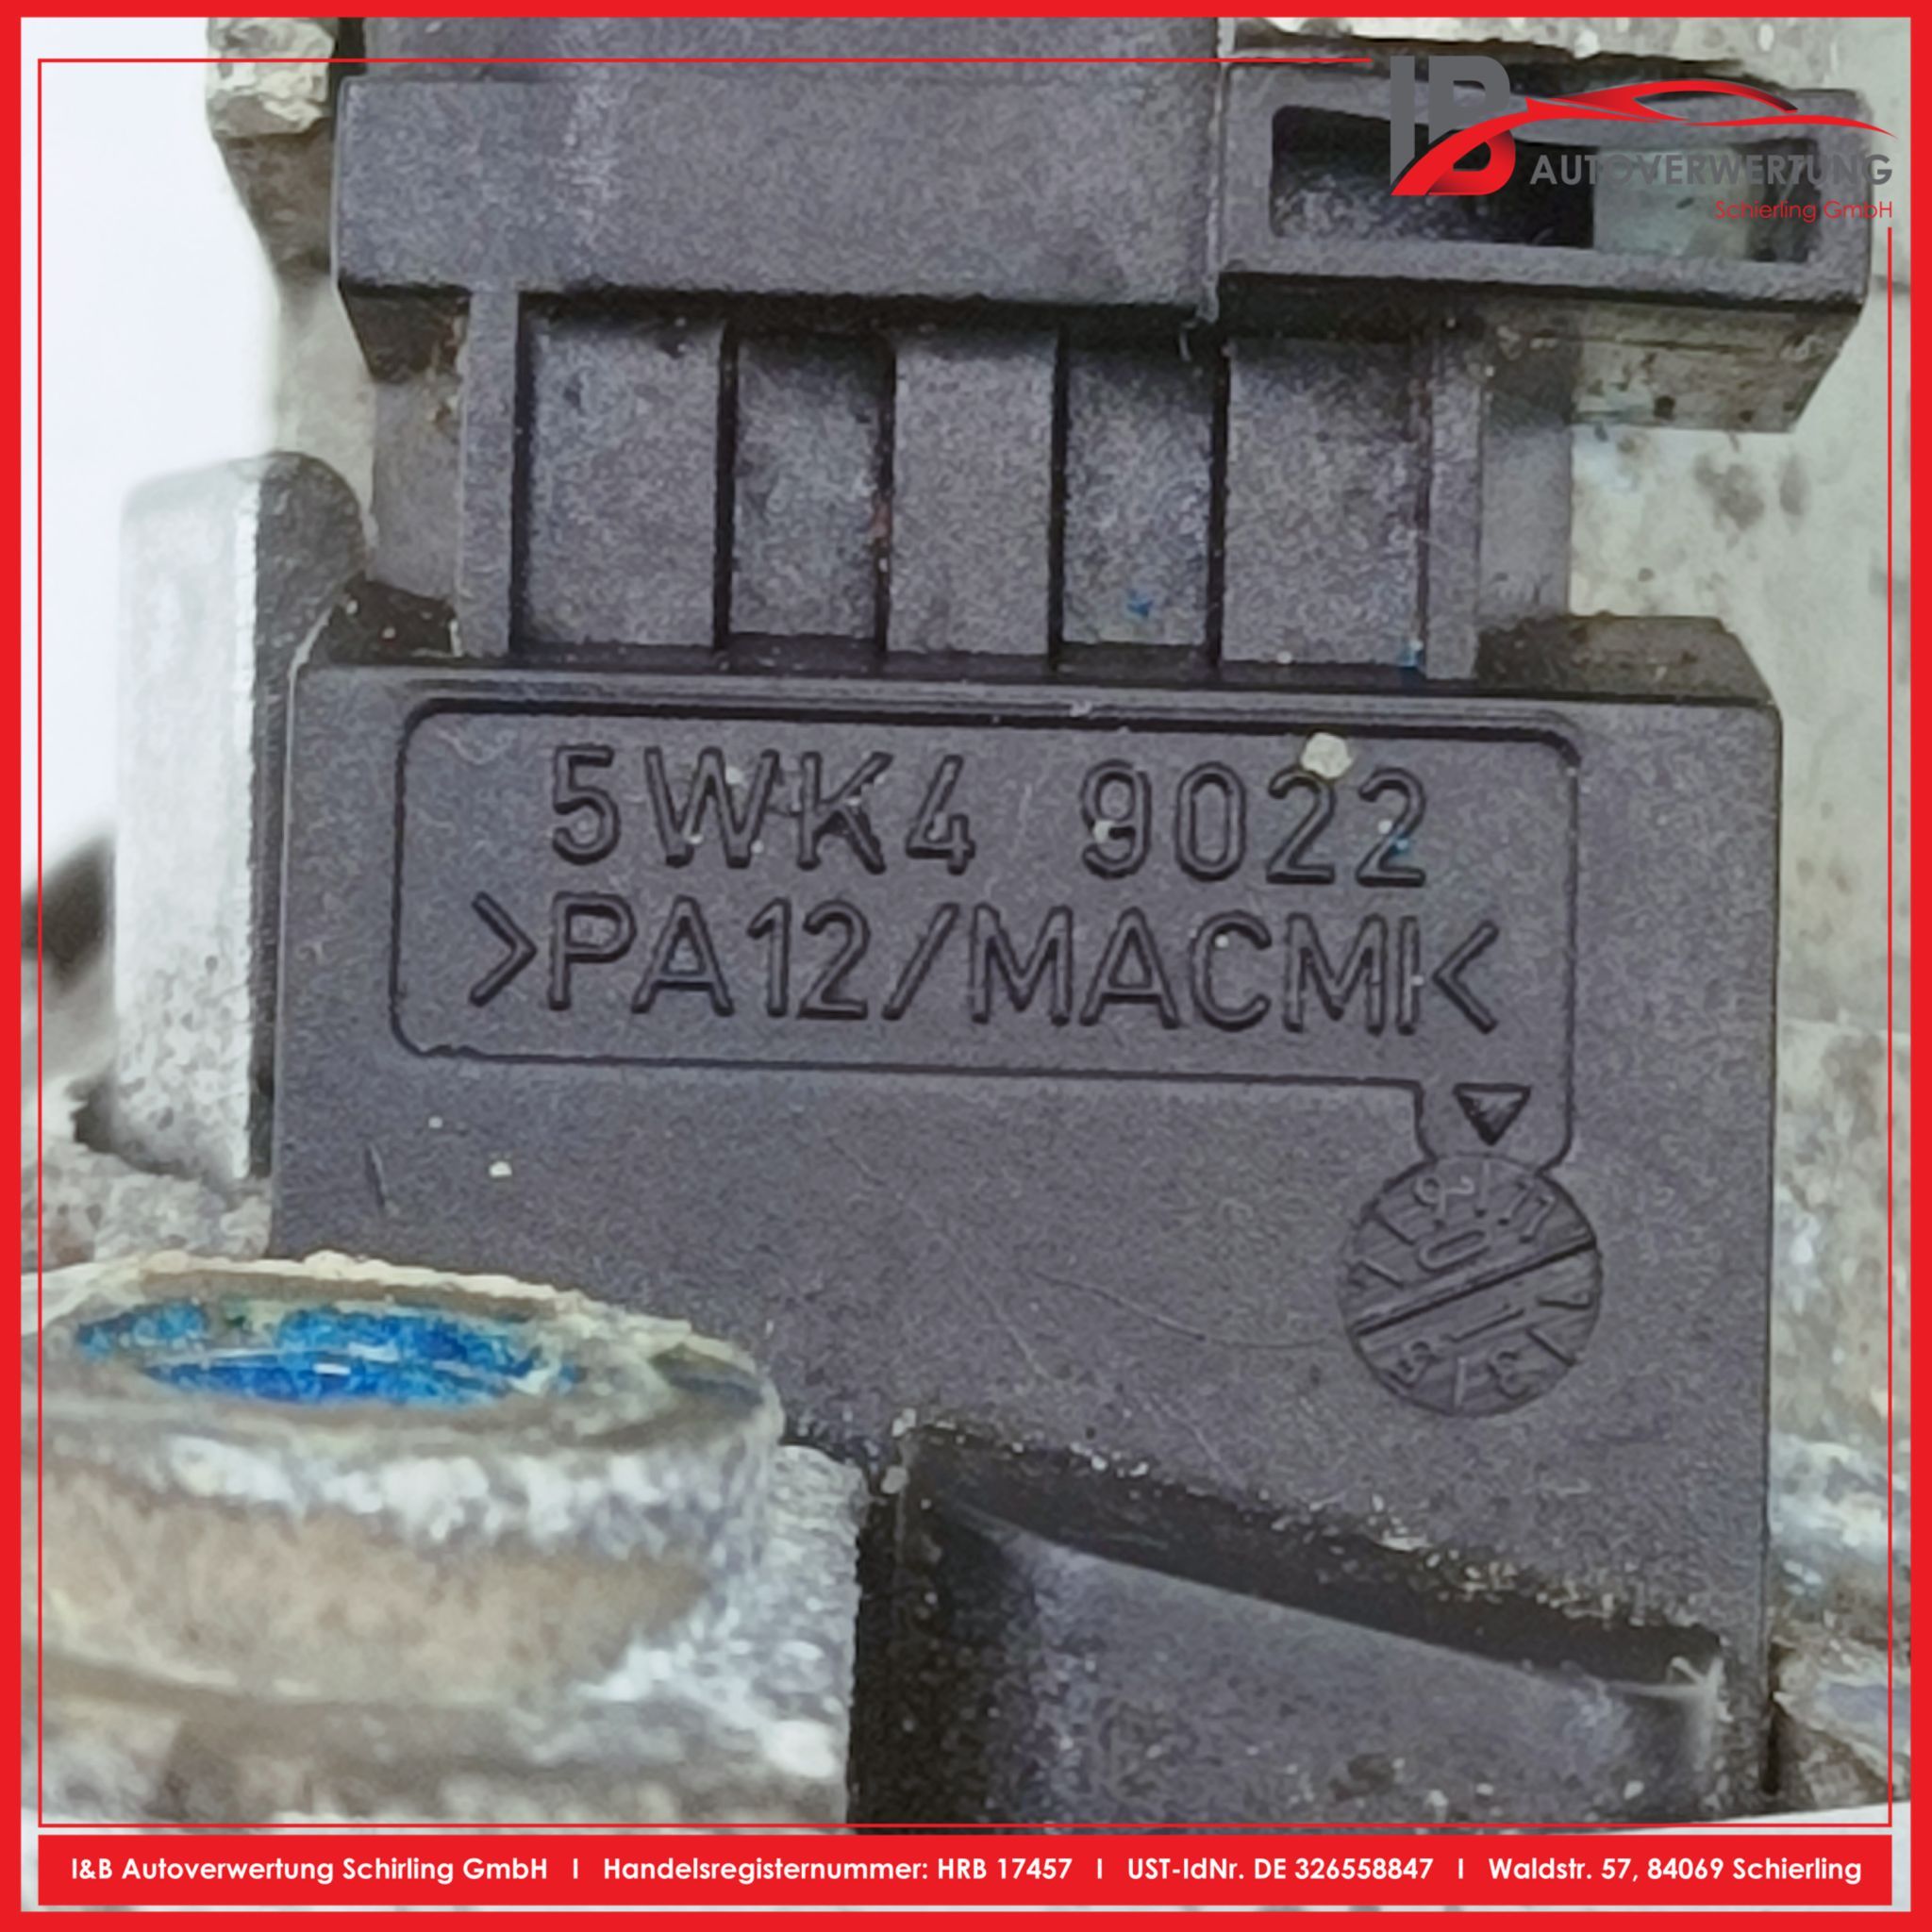 IB
AUTOVERWERTUNG
Schierling GmbH
5WK4 9022
>PA12/MACMK
I&B Autoverwertung Schirling GmbH I Handelsregisternummer: HRB 17457 I UST-IdNr. DE 326558847 I Waldstr. 57, 84069 Schierling